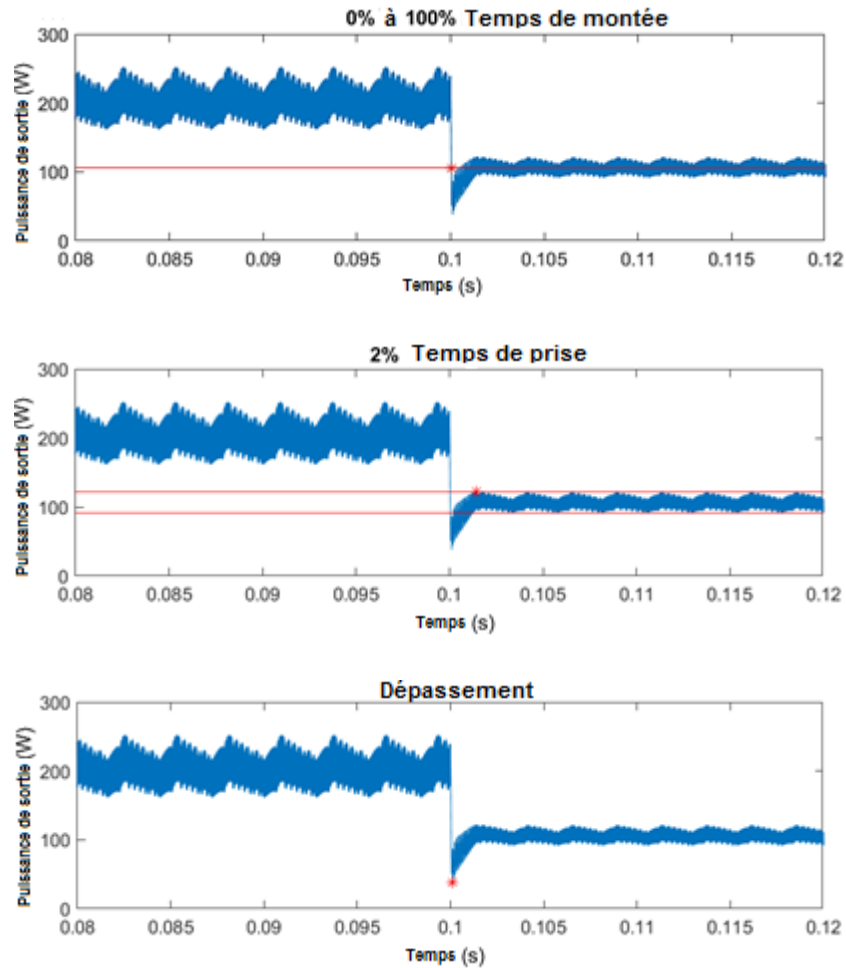 0% à 100% Temps de montée
Puissance de sortie (W)
300
200
100
0
0.08 0.085 0.09 0.095 0.1 0.105 0.11 0.115 0.12
Temps (s)
2% Temps de prise
Puissance de sortie (W)
300
200
100
0
0.08 0.085 0.09 0.095 0.1 0.105 0.11 0.115 0.12
Temps (s)
Dépassement
Puissance de sortie (W)
300
200
100
0
0.08 0.085 0.09 0.095 0.1 0.105 0.11 0.115 0.12
Temps (s)